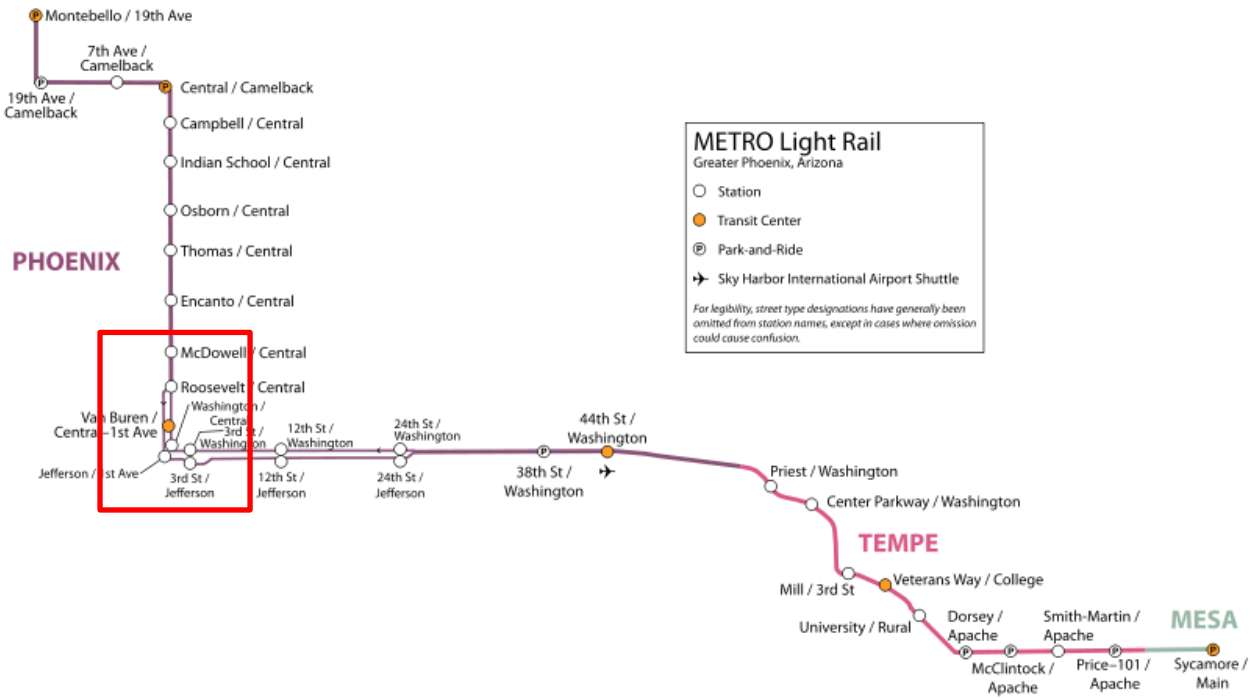 Montebello / 19th Ave
7th Ave /
Camelback
19th Ave /
Camelback
Central / Camelback
Campbell / Central
Indian School / Central
Osborn / Central
Thomas / Central
PHOENIX
Encanto / Central
McDowell / Central
Roosevelt / Central
Washington /
Central
Van Buren /
Central–1st Ave
3rd St /
Washington
12th St /
Washington
24th St /
Washington
44th St /
Washington
Jefferson / 1st Ave
3rd St /
Jefferson
12th St /
Jefferson
24th St /
Jefferson
38th St /
Washington
METRO Light Rail
Greater Phoenix, Arizona
Station
Transit Center
P Park-and-Ride
Sky Harbor International Airport Shuttle
For legibility, street type designations have generally been
omitted from station names, except in cases where omission
could cause confusion.
Priest / Washington
Center Parkway / Washington
TEMPE
Mill / 3rd St
Veterans Way / College
University / Rural
Dorsey /
Apache
McClintock /
Apache
Smith-Martin /
Apache
Price–101 /
Apache
MESA
Sycamore /
Main